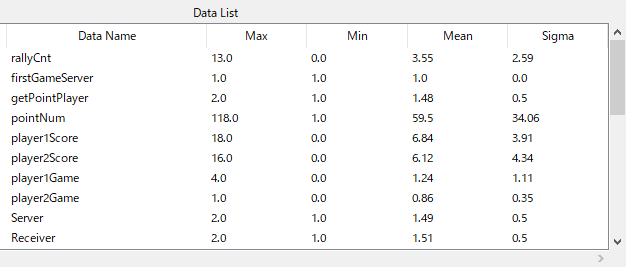 Data List
Data Name Max Min Mean Sigma
rallyCnt 13.0 0.0 3.55 2.59
firstGameServer 1.0 1.0 1.0 0.0
getPointPlayer 2.0 1.0 1.48 0.5
pointNum 118.0 1.0 59.5 34.06
player1Score 18.0 0.0 6.84 3.91
player2Score 16.0 0.0 6.12 4.34
player1Game 4.0 0.0 1.24 1.11
player2Game 1.0 0.0 0.86 0.35
Server 2.0 1.0 1.49 0.5
Receiver 2.0 1.0 1.51 0.5